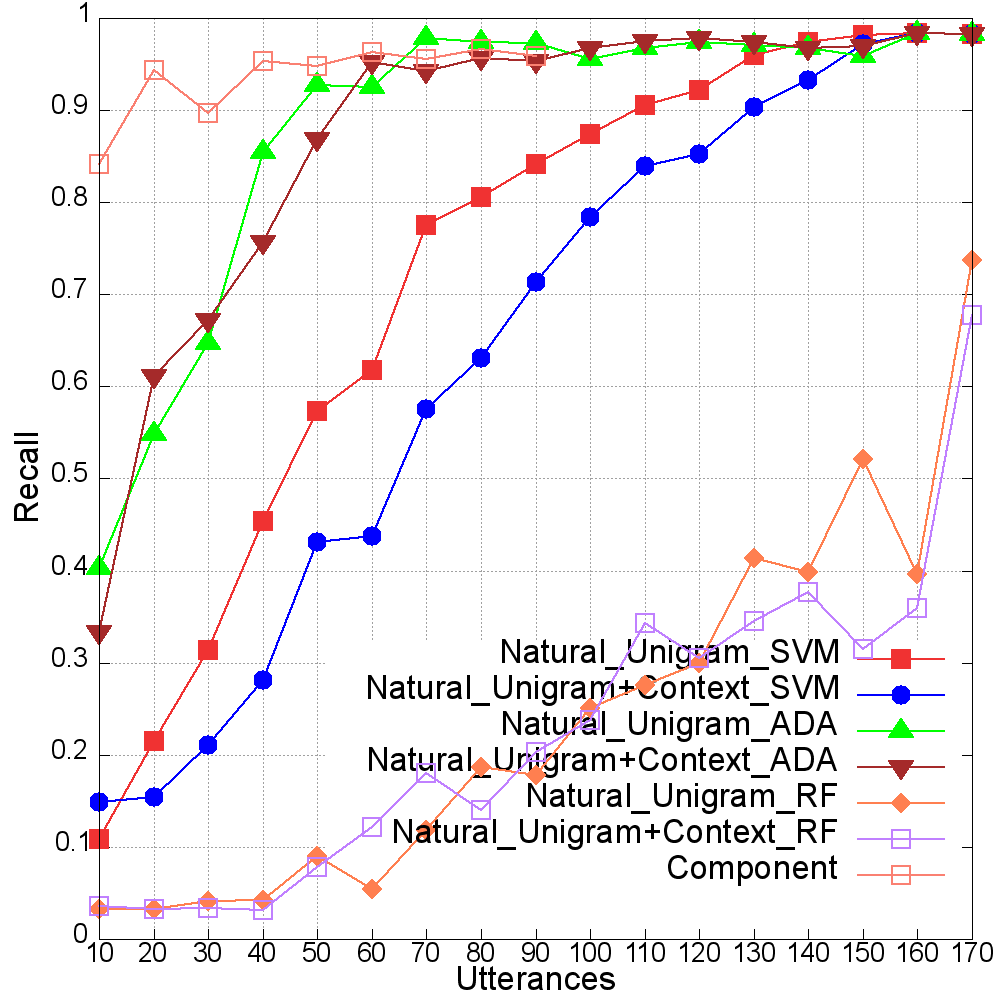 1
0.9
0.8
0.7
0.6
0.5
0.4
0.3
0.2
0.1
0
Recall
Natural_Unigram_SVM
Natural_Unigram+Context_SVM
Natural_Unigram_ADA
Natural_Unigram+Context_ADA
Natural_Unigram_RF
Natural_Unigram+Context_RF
Component
10 20 30 40 50 60 70 80 90 100 110 120 130 140 150 160 170
Utterances